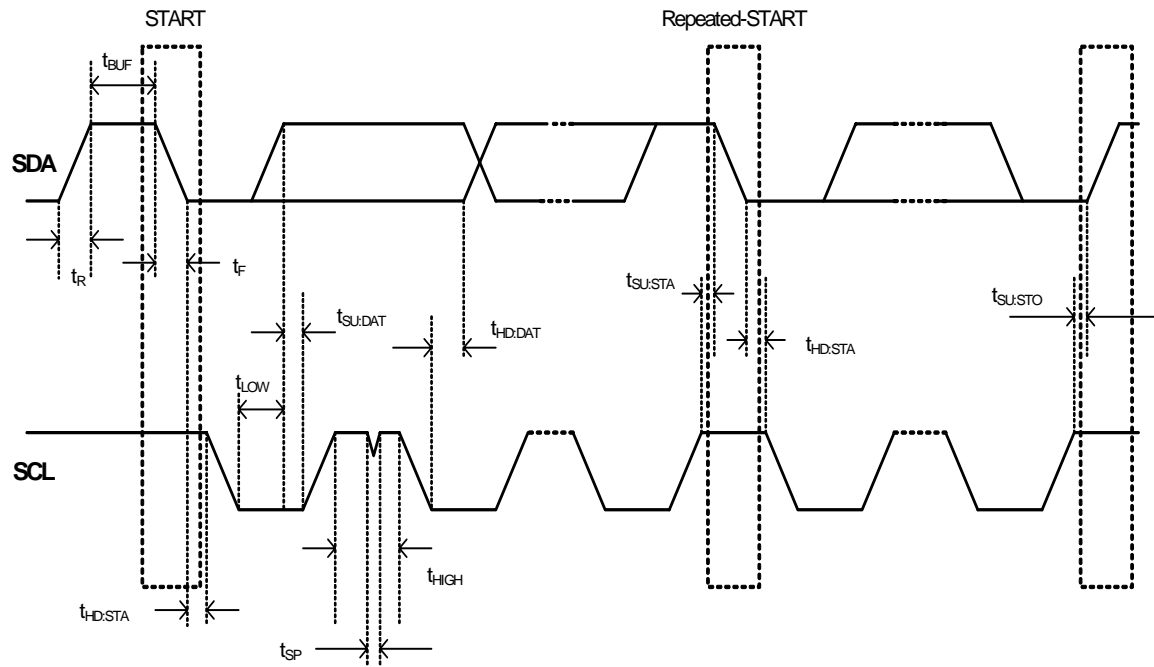 START
Repeated-START
tBUF
SDA
tR
tF
tSU:STA
tSU:STO
tSU:DAT
tHD:DAT
tHD:STA
tLOW
SCL
tHIGH
tHD:STA
tSP